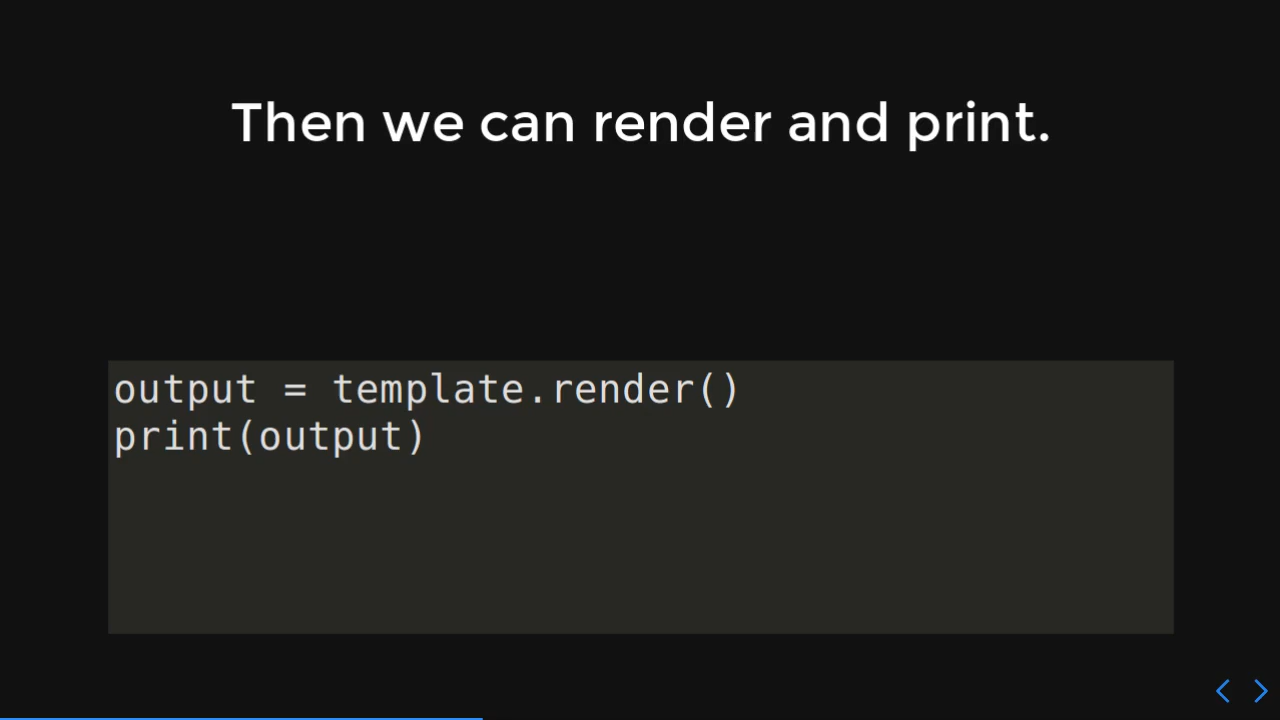 Then we can render and print.
output = template.render()
print(output)